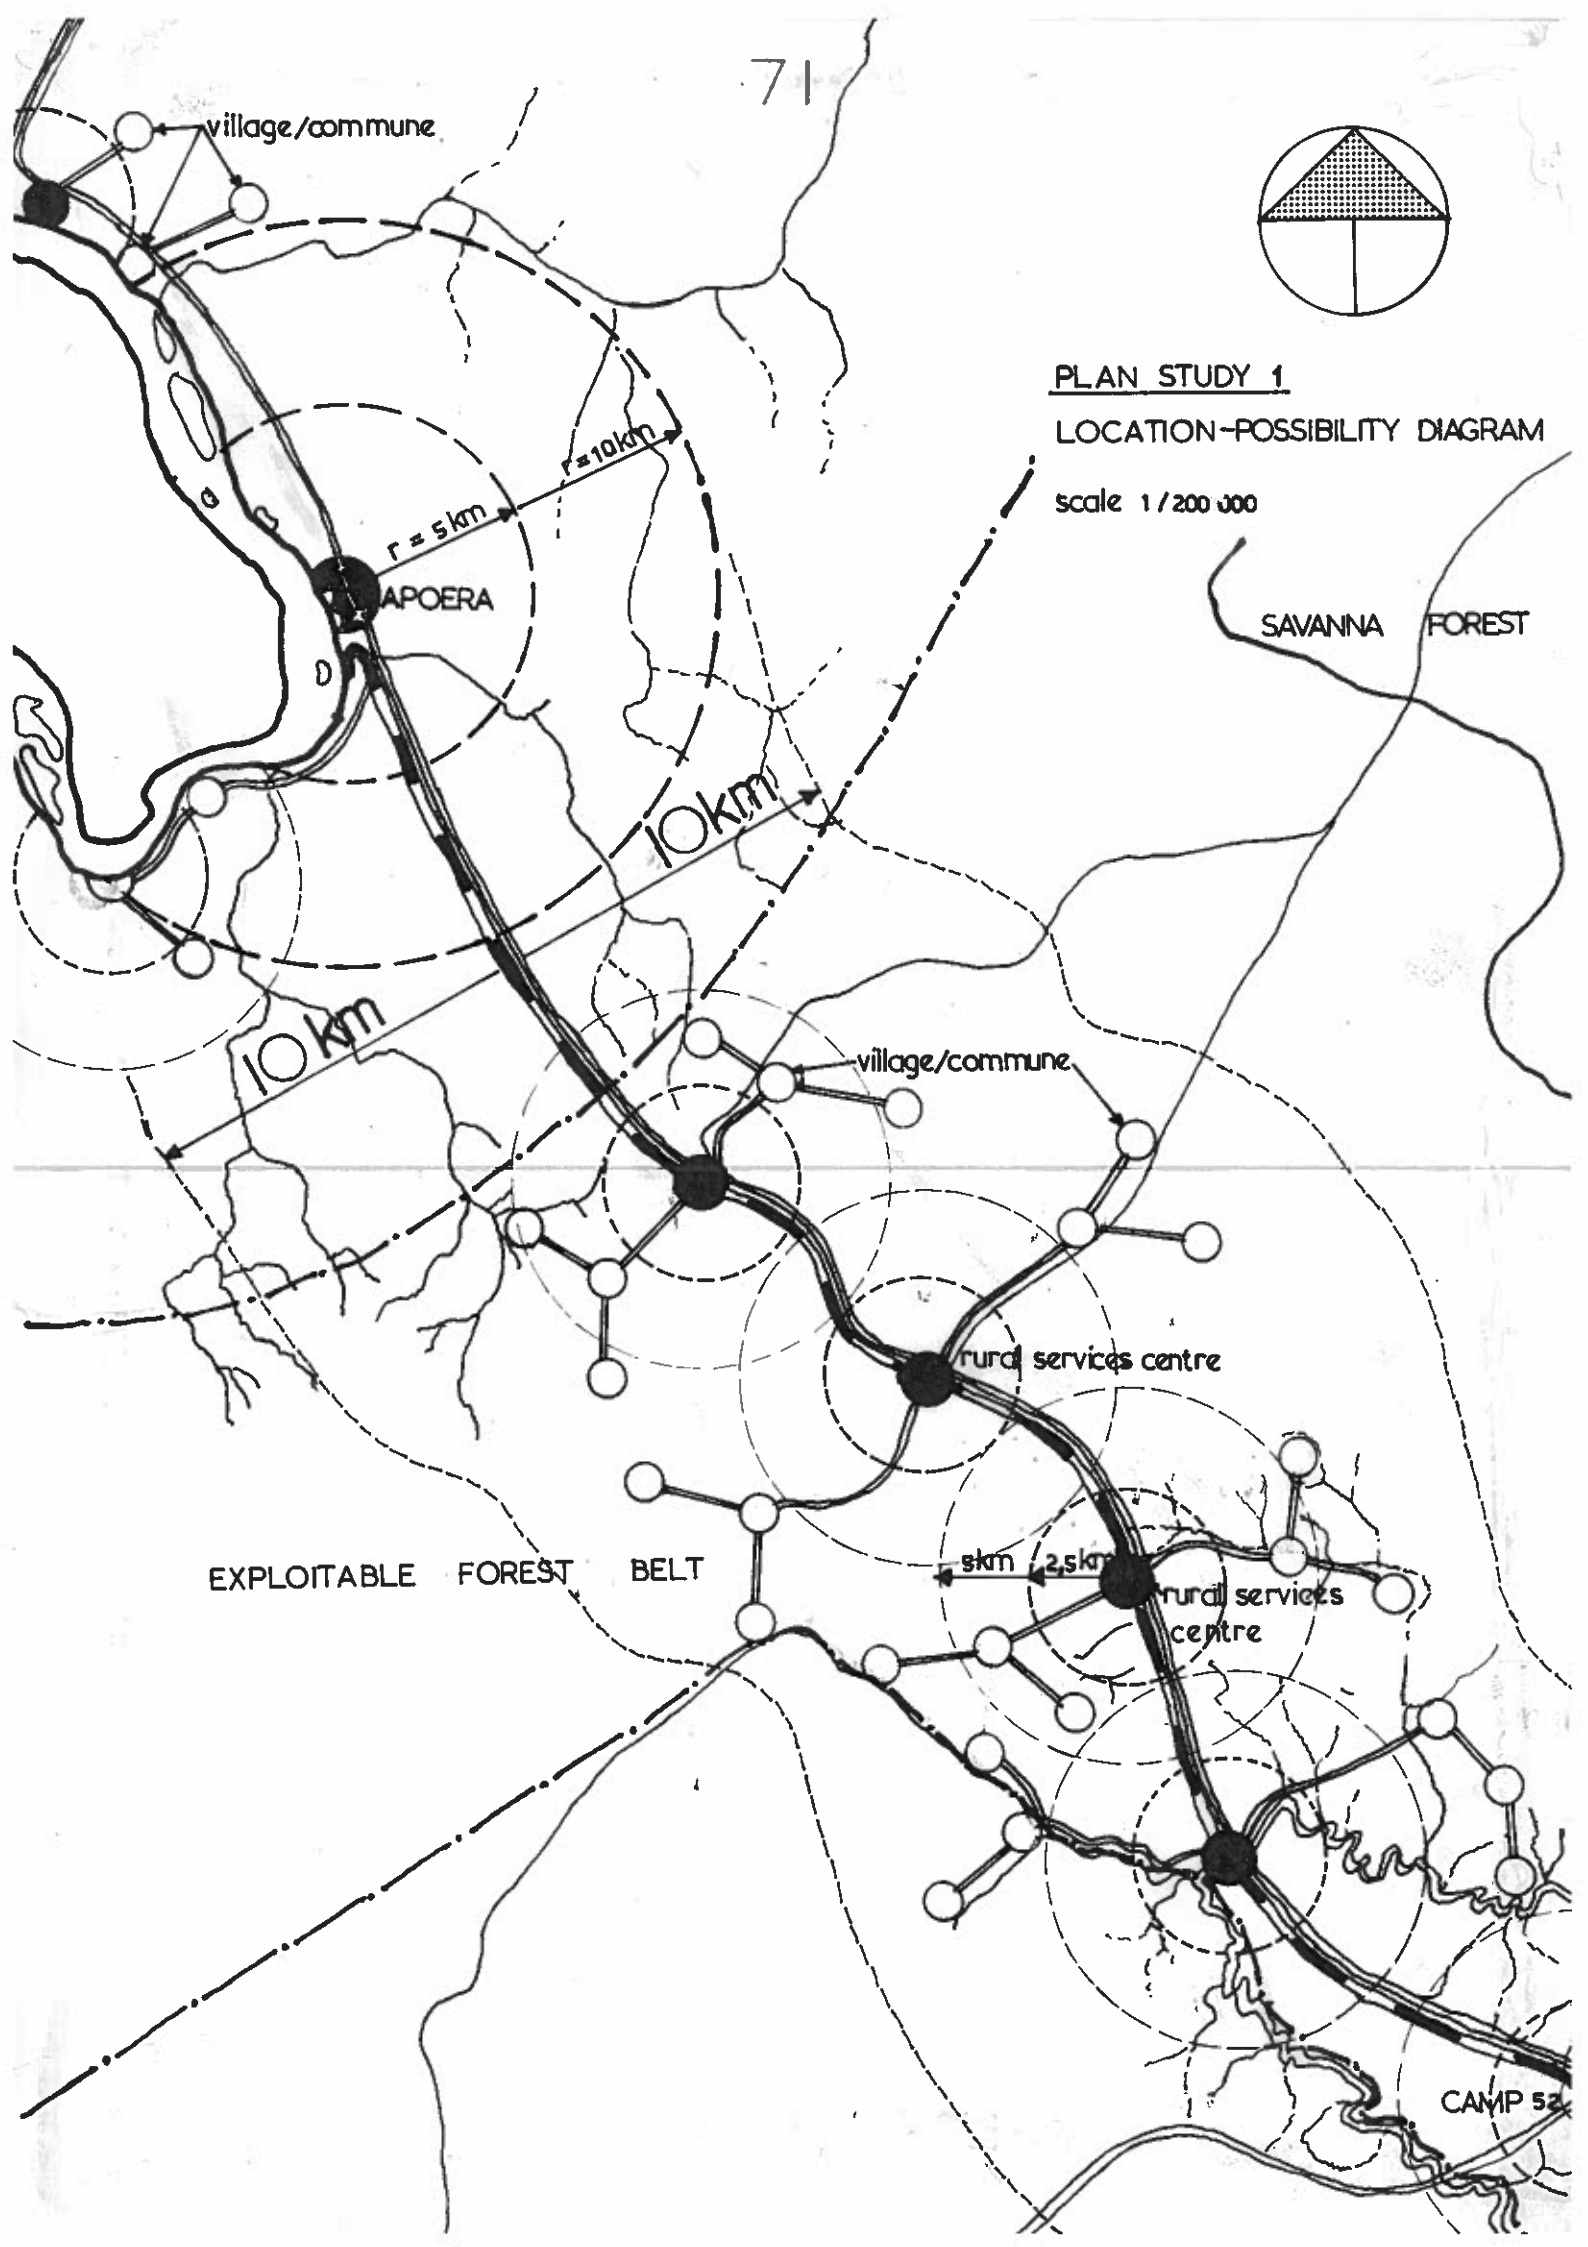 71
village/commune
PLAN STUDY 1
LOCATION-POSSIBILITY DIAGRAM
scale 1/200 000
r = 10km
r = 5km
APOERA
SAVANNA FOREST
10km
10km
village/commune
rural services centre
EXPLOITABLE FOREST BELT
5km 2,5km
rural services
centre
CAMP 52